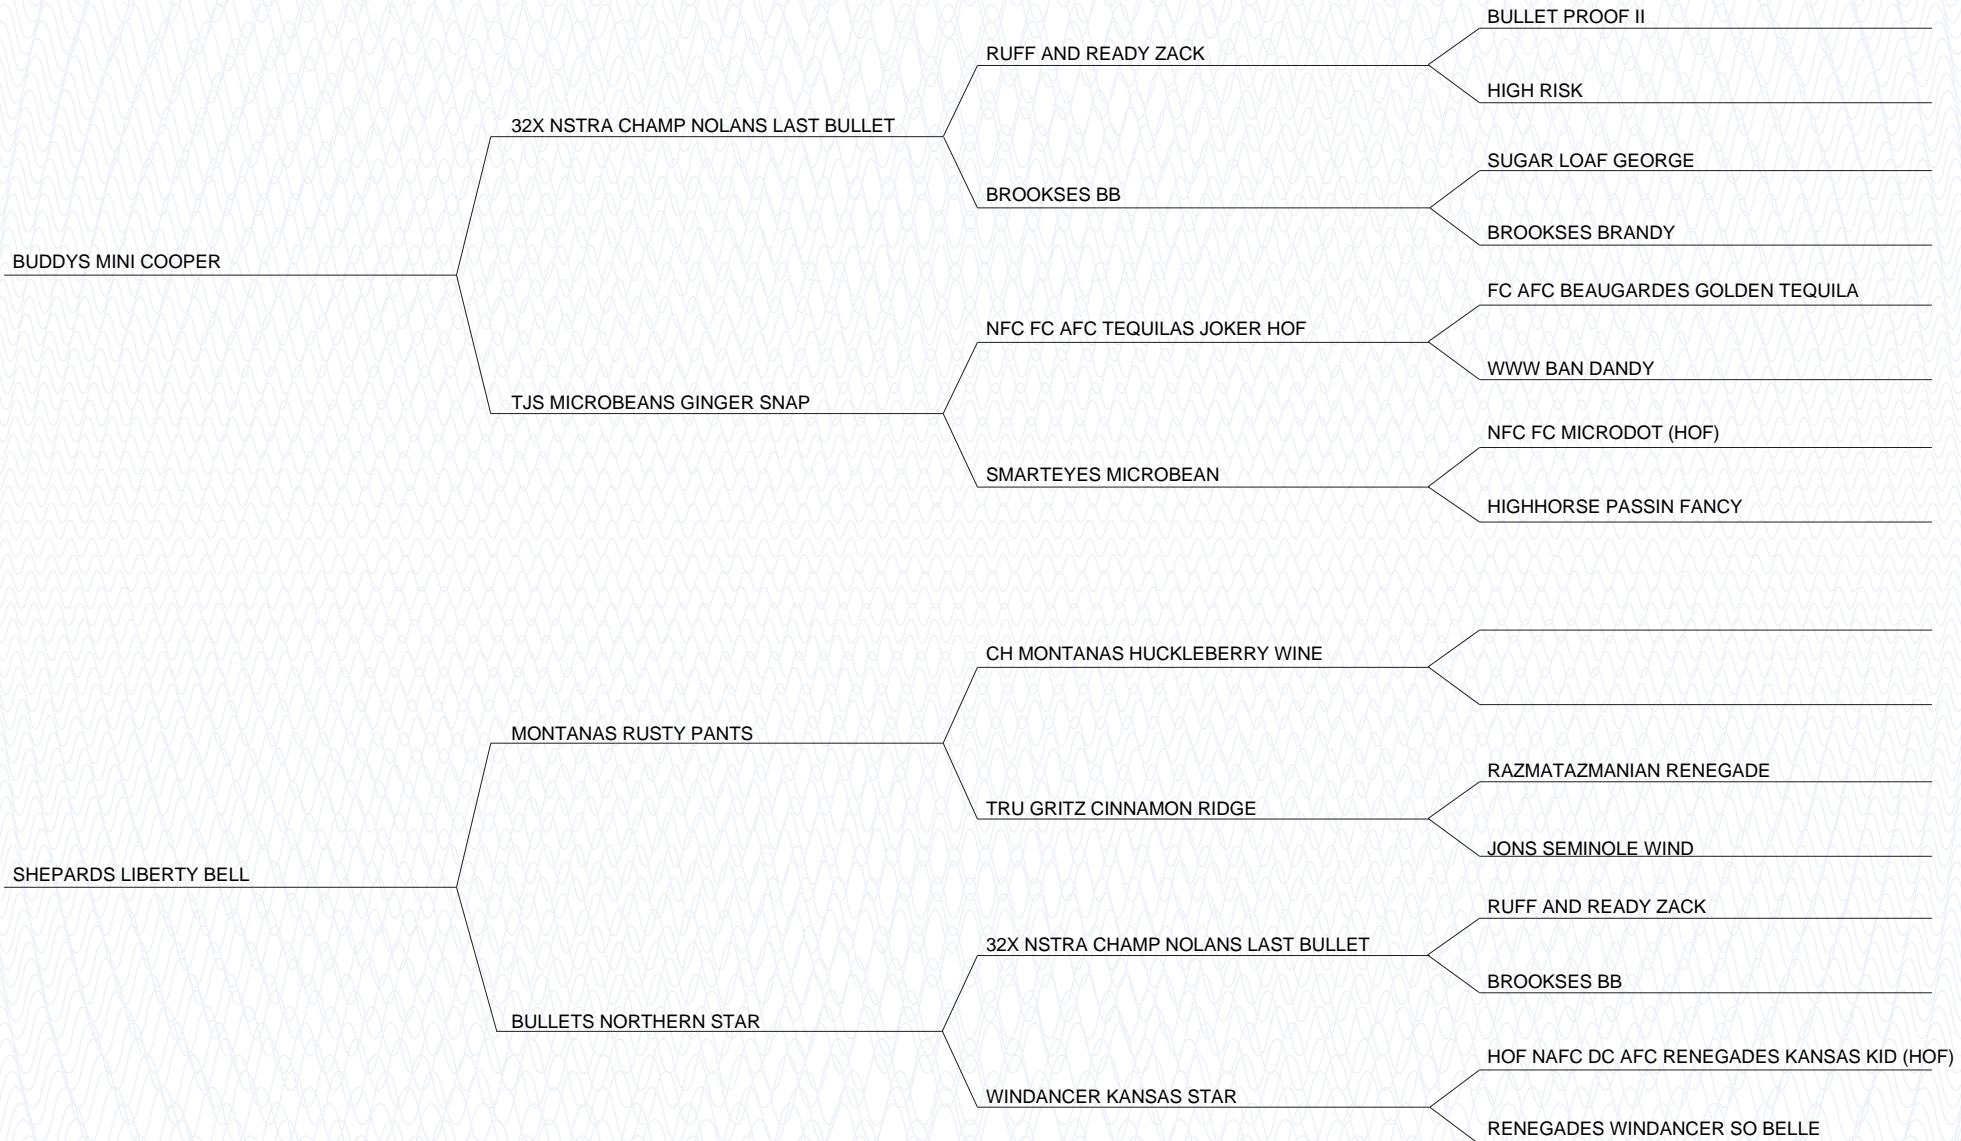 BULLET PROOF II
RUFF AND READY ZACK
HIGH RISK
32X NSTRA CHAMP NOLANS LAST BULLET
SUGAR LOAF GEORGE
BROOKSES BB
BROOKSES BRANDY
BUDDYS MINI COOPER
FC AFC BEAUGARDES GOLDEN TEQUILA
NFC FC AFC TEQUILAS JOKER HOF
WWW BAN DANDY
TJS MICROBEANS GINGER SNAP
NFC FC MICRODOT (HOF)
SMARTEYES MICROBEAN
HIGHHORSE PASSIN FANCY
CH MONTANAS HUCKLEBERRY WINE
MONTANAS RUSTY PANTS
RAZMATAZMANIAN RENEGADE
TRU GRITZ CINNAMON RIDGE
JONS SEMINOLE WIND
SHEPARDS LIBERTY BELL
RUFF AND READY ZACK
32X NSTRA CHAMP NOLANS LAST BULLET
BROOKSES BB
BULLETS NORTHERN STAR
HOF NAFC DC AFC RENEGADES KANSAS KID (HOF)
WINDANCER KANSAS STAR
RENEGADES WINDANCER SO BELLE